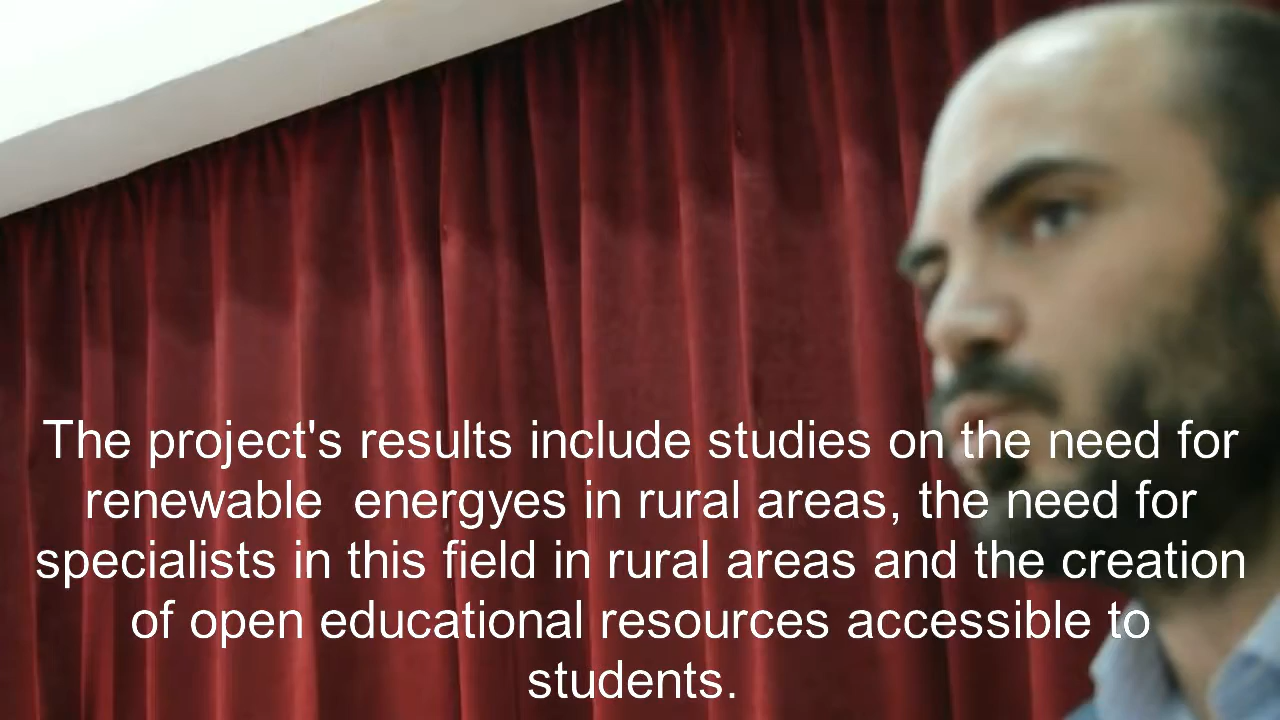 The project's results include studies on the need for
renewable  energyes in rural areas, the need for
specialists in this field in rural areas and the creation
of open educational resources accessible to
students.